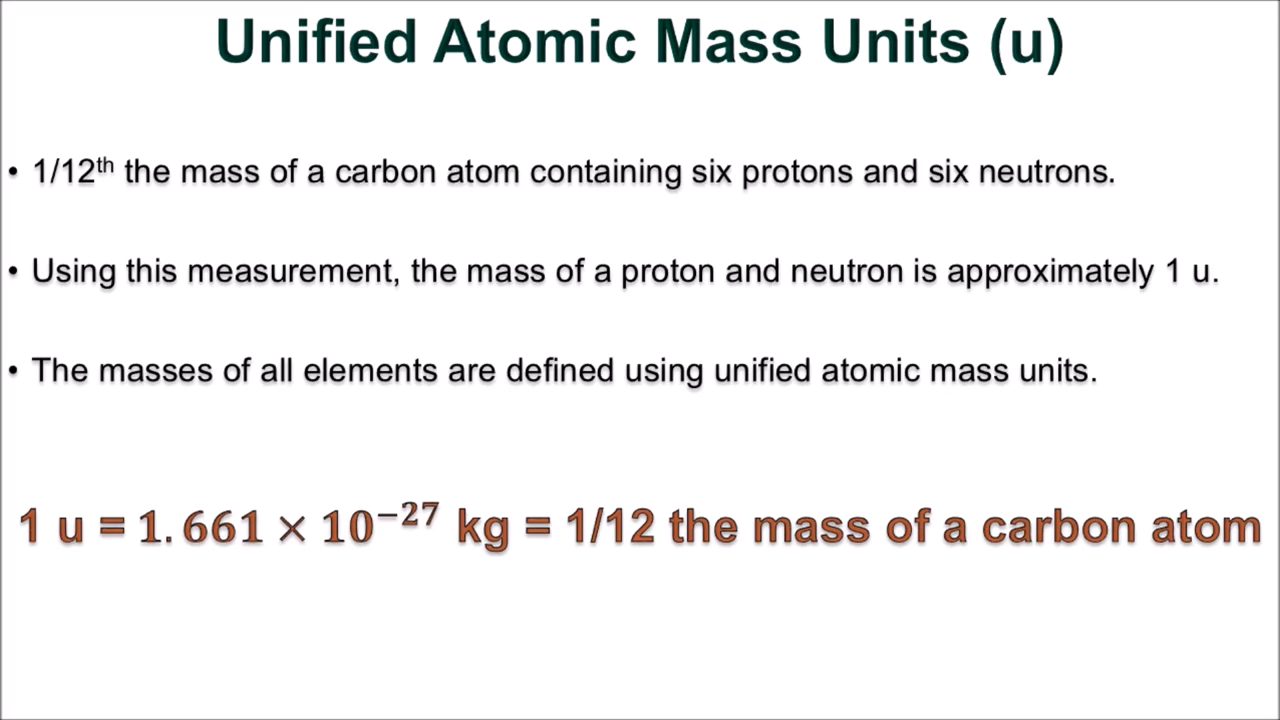 Unified Atomic Mass Units (u)
• 1/12th the mass of a carbon atom containing six protons and six neutrons.
• Using this measurement, the mass of a proton and neutron is approximately 1 u.
• The masses of all elements are defined using unified atomic mass units.
1 u = 1.661 × 10⁻²⁷ kg = 1/12 the mass of a carbon atom